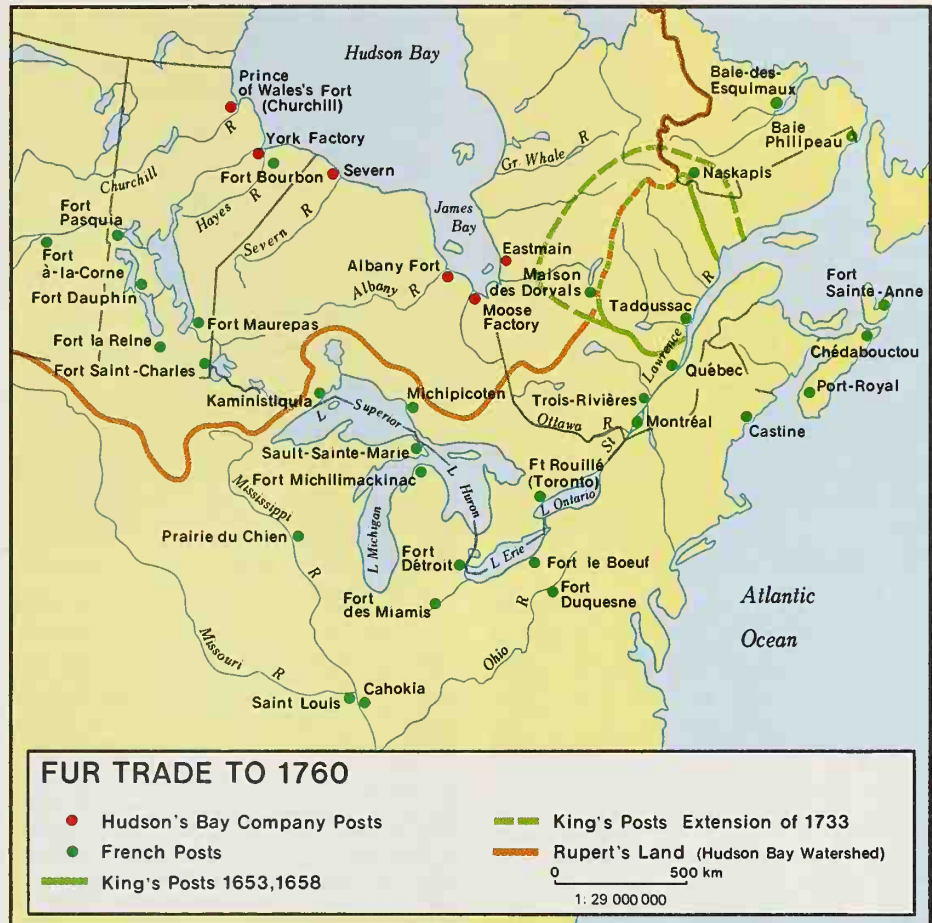 Hudson Bay
Prince
of Wales's Fort
(Churchill)
Baie-des-
Esquimaux
Baie
Philipeau
York Factory
Fort Bourbon
Severn
Churchill R
Hayes R
Severn R
Gr. Whale R
Naskapis
Fort
Pasquia
James
Bay
Fort
à-la-Corne
Fort Dauphin
Eastmain
Albany Fort
Maison
des Dorvals
Albany R
Moose
Factory
Tadoussac
Fort
Sainte-Anne
Fort Maurepas
Fort la Reine
Fort Saint-Charles
Chédabouctou
Québec
Port-Royal
Kaministiquia
Michipicoten
Trois-Rivières
Montréal
Castine
L Superior
Ottawa R
St Lawrence R
Sault-Sainte-Marie
Fort Michilimackinac
Ft Rouillé
(Toronto)
L Huron
L Ontario
L Michigan
Mississippi R
Prairie du Chien
Fort
Détroit
L Erie
Fort le Boeuf
Fort
des Miamis
Fort
Duquesne
Atlantic
Ocean
Missouri R
Ohio R
Saint Louis
Cahokia
FUR TRADE TO 1760
Hudson's Bay Company Posts
French Posts
King's Posts 1653,1658
King's Posts Extension of 1733
Rupert's Land (Hudson Bay Watershed)
0 500 km
1: 29 000 000